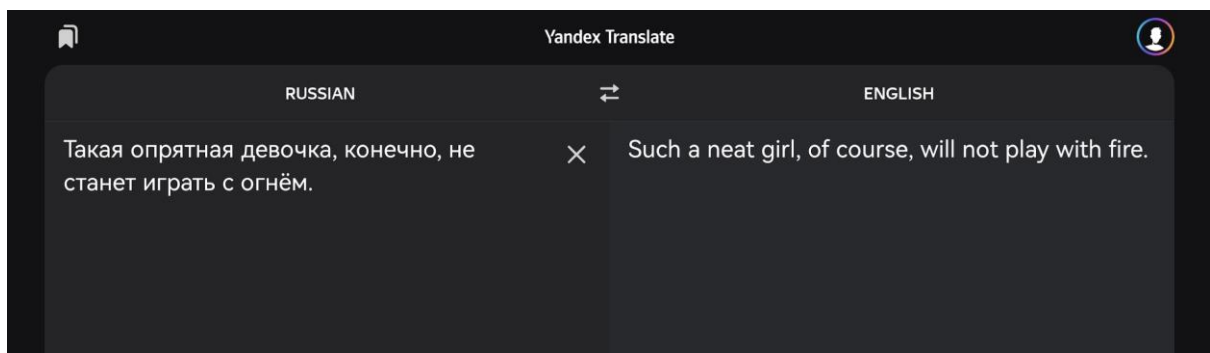 Yandex Translate
RUSSIAN
ENGLISH
Такая опрятная девочка, конечно, не
станет играть с огнём.
Such a neat girl, of course, will not play with fire.